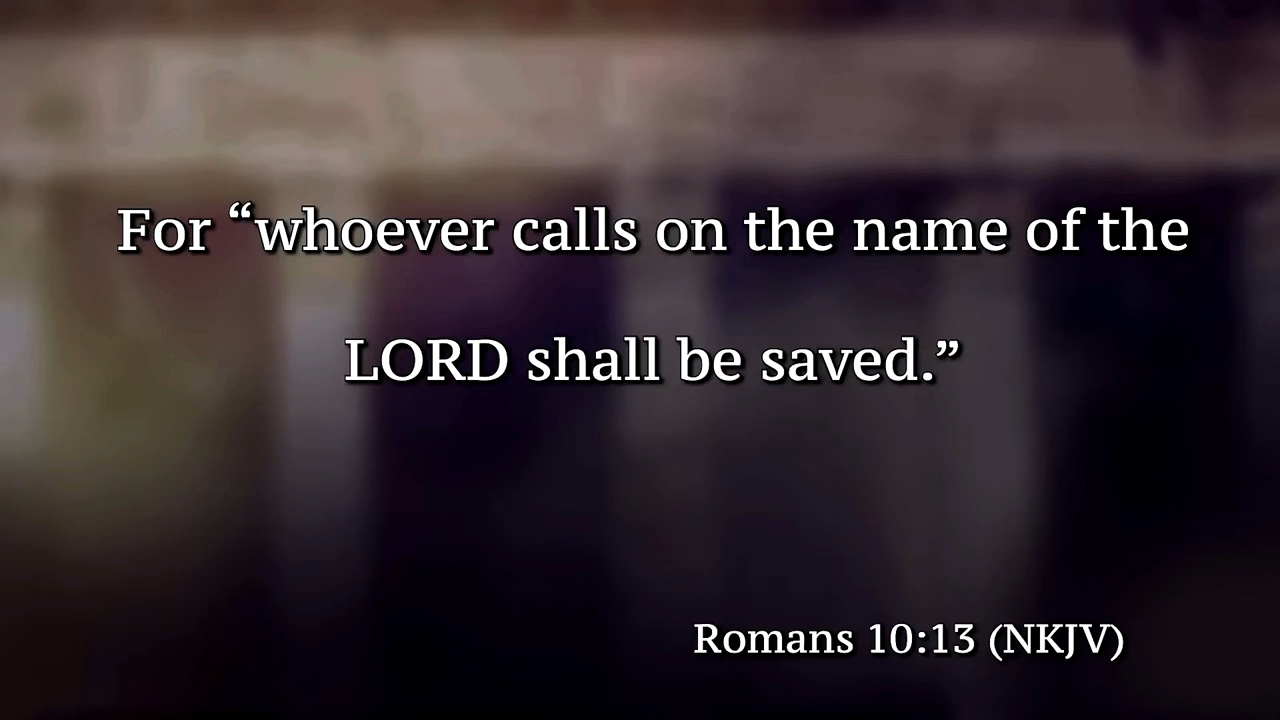 For “whoever calls on the name of the
LORD shall be saved.”
Romans 10:13 (NKJV)